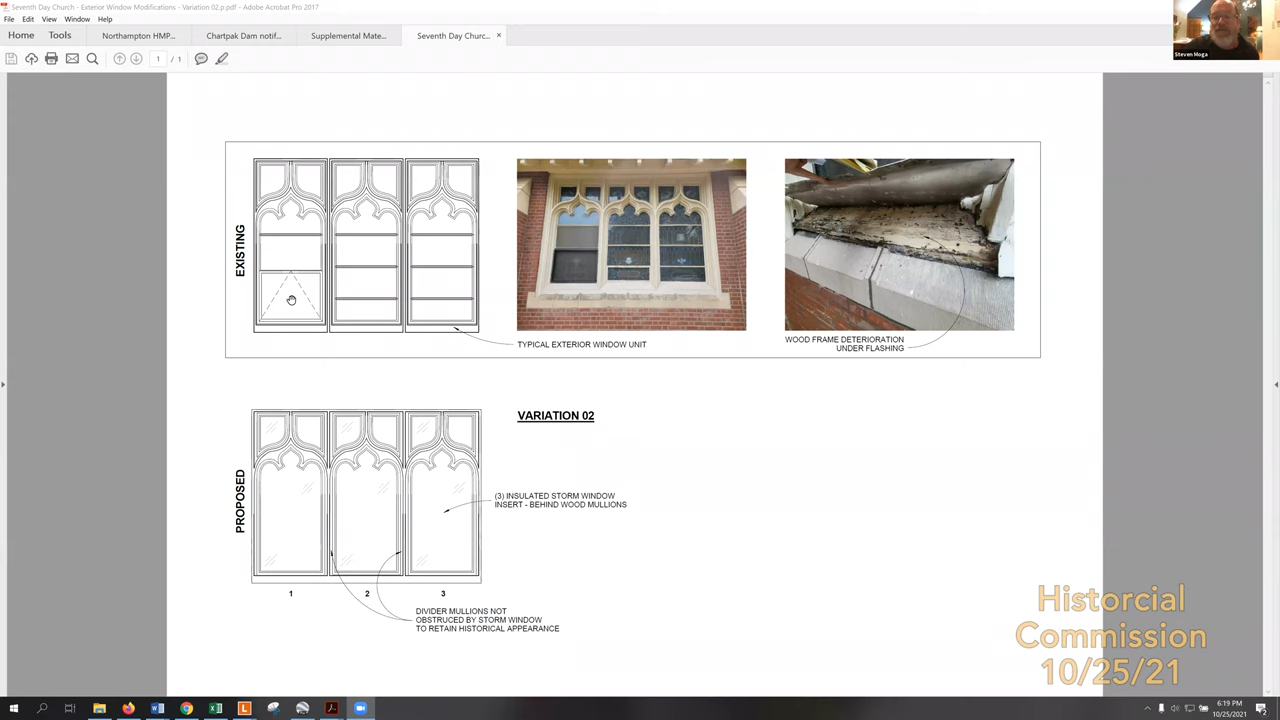 Seventh Day Church - Exterior Window Modifications - Variation 02.p.pdf - Adobe Acrobat Pro 2017
File Edit View Window Help
Home Tools Northampton HMP... Chartpak Dam notif... Supplemental Mate... Seventh Day Churc... ×
1 / 1
Steven Moga
EXISTING
TYPICAL EXTERIOR WINDOW UNIT
WOOD FRAME DETERIORATION
UNDER FLASHING
VARIATION 02
PROPOSED
(3) INSULATED STORM WINDOW
INSERT - BEHIND WOOD MULLIONS
1 2 3
DIVIDER MULLIONS NOT
OBSTRUCED BY STORM WINDOW
TO RETAIN HISTORICAL APPEARANCE
Historcial
Commission
10/25/21
6:19 PM
10/25/2021